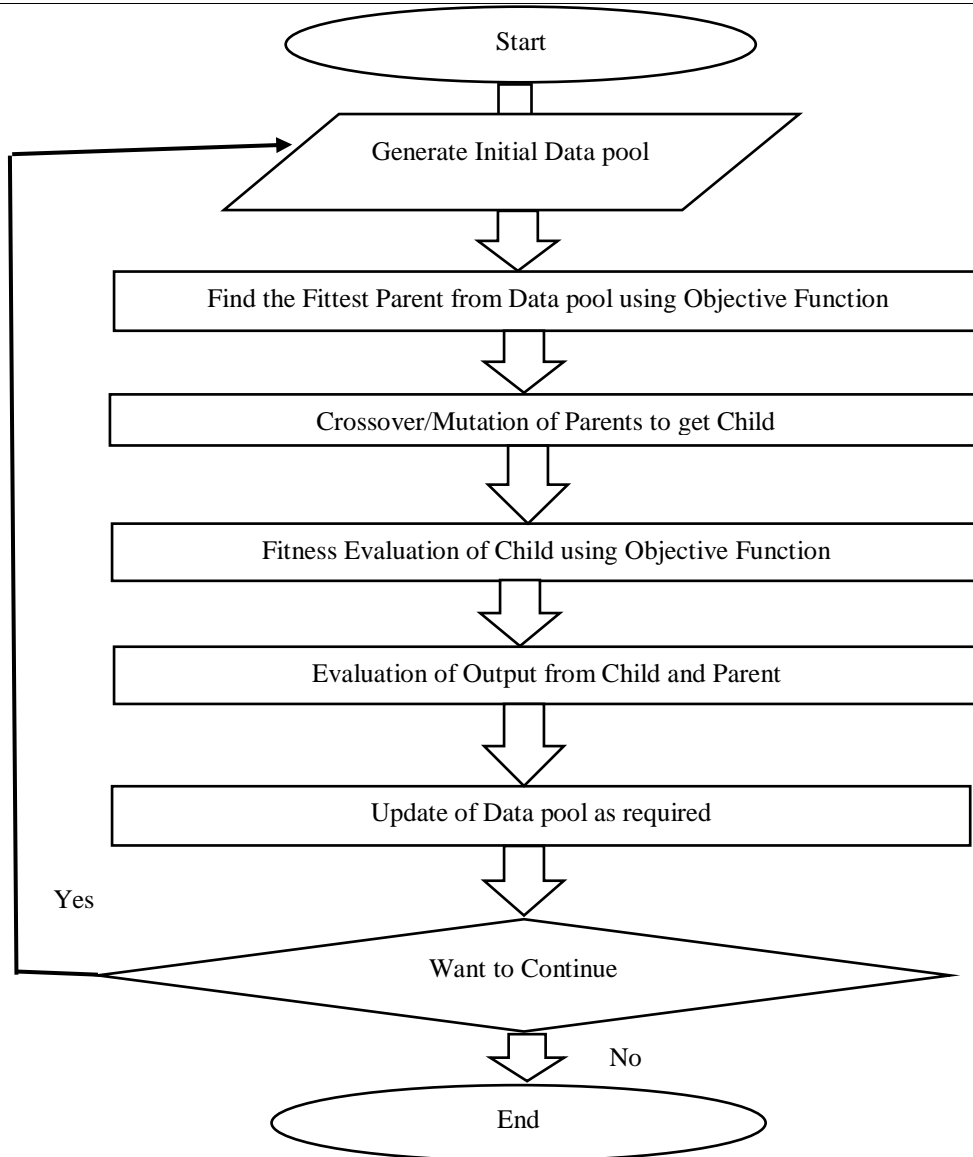 Start
Generate Initial Data pool
Find the Fittest Parent from Data pool using Objective Function
Crossover/Mutation of Parents to get Child
Fitness Evaluation of Child using Objective Function
Evaluation of Output from Child and Parent
Update of Data pool as required
Yes
Want to Continue
No
End